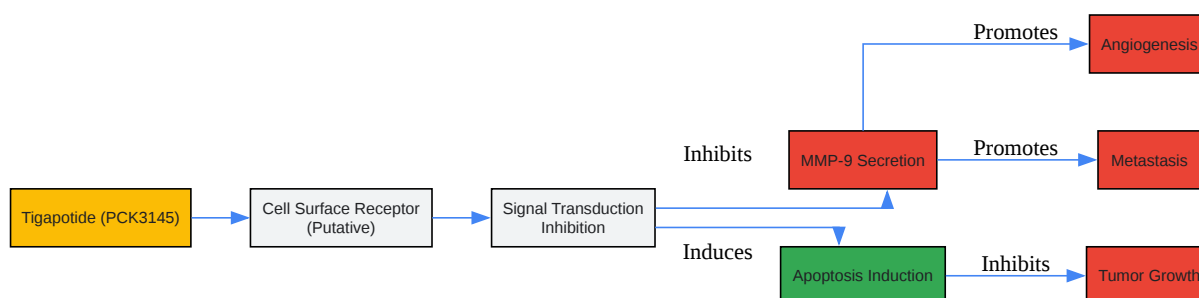 Promotes
Angiogenesis
Inhibits
MMP-9 Secretion
Promotes
Metastasis
Tigapotide (PCK3145)
Cell Surface Receptor
(Putative)
Signal Transduction
Inhibition
Induces
Apoptosis Induction
Inhibits
Tumor Growth